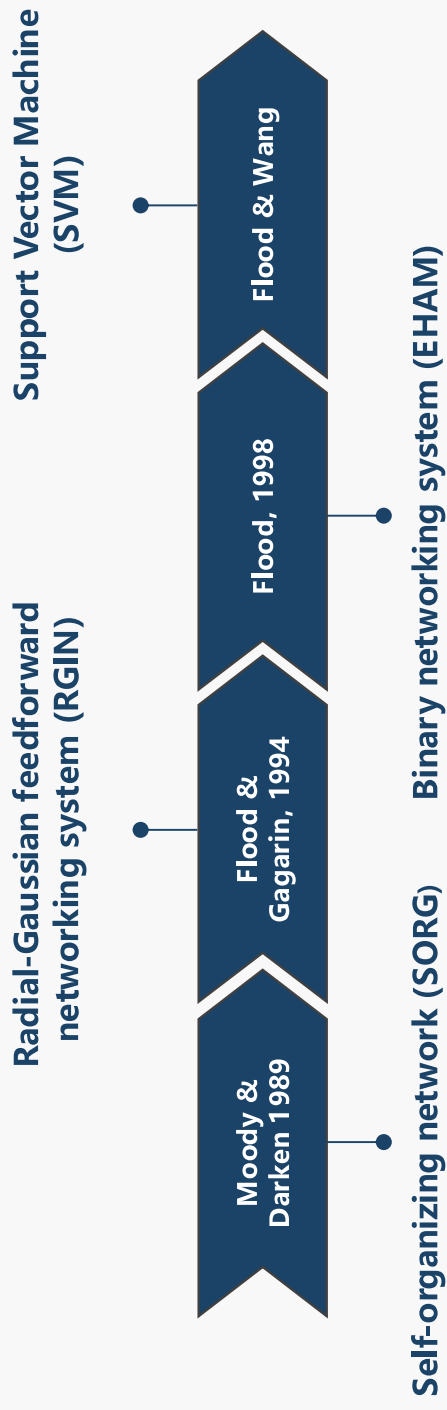 Support Vector Machine
(SVM)
Flood & Wang
Flood, 1998
Binary networking system (EHAM)
Radial-Gaussian feedforward
networking system (RGIN)
Flood &
Gagarin, 1994
Moody &
Darken 1989
Self-organizing network (SORG)